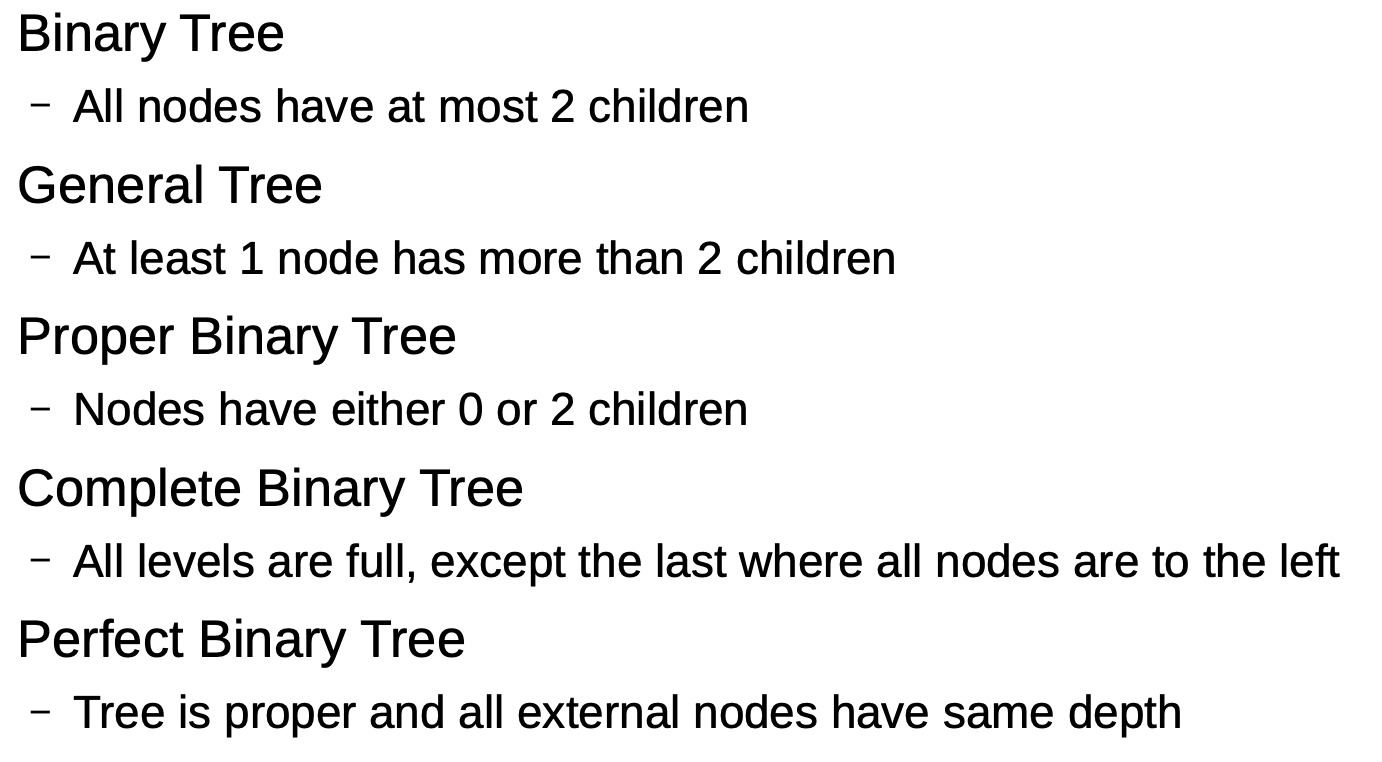 Binary Tree
– All nodes have at most 2 children
General Tree
– At least 1 node has more than 2 children
Proper Binary Tree
– Nodes have either 0 or 2 children
Complete Binary Tree
– All levels are full, except the last where all nodes are to the left
Perfect Binary Tree
– Tree is proper and all external nodes have same depth